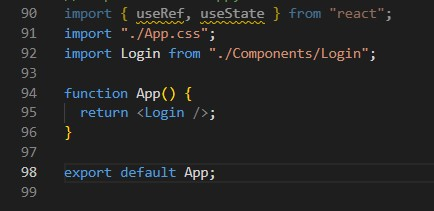 90 import { useRef, useState } from "react";
91 import "./App.css";
92 import Login from "./Components/Login";
93
94 function App() {
95   return <Login />;
96 }
97
98 export default App;
99